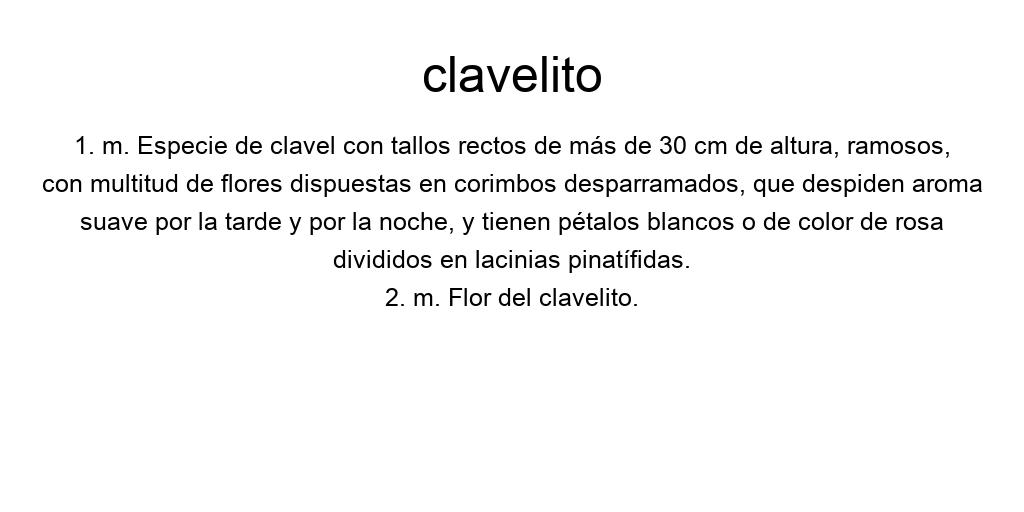 clavelito
1. m. Especie de clavel con tallos rectos de más de 30 cm de altura, ramosos,
con multitud de flores dispuestas en corimbos desparramados, que despiden aroma
suave por la tarde y por la noche, y tienen pétalos blancos o de color de rosa
divididos en lacinias pinatífidas.
2. m. Flor del clavelito.